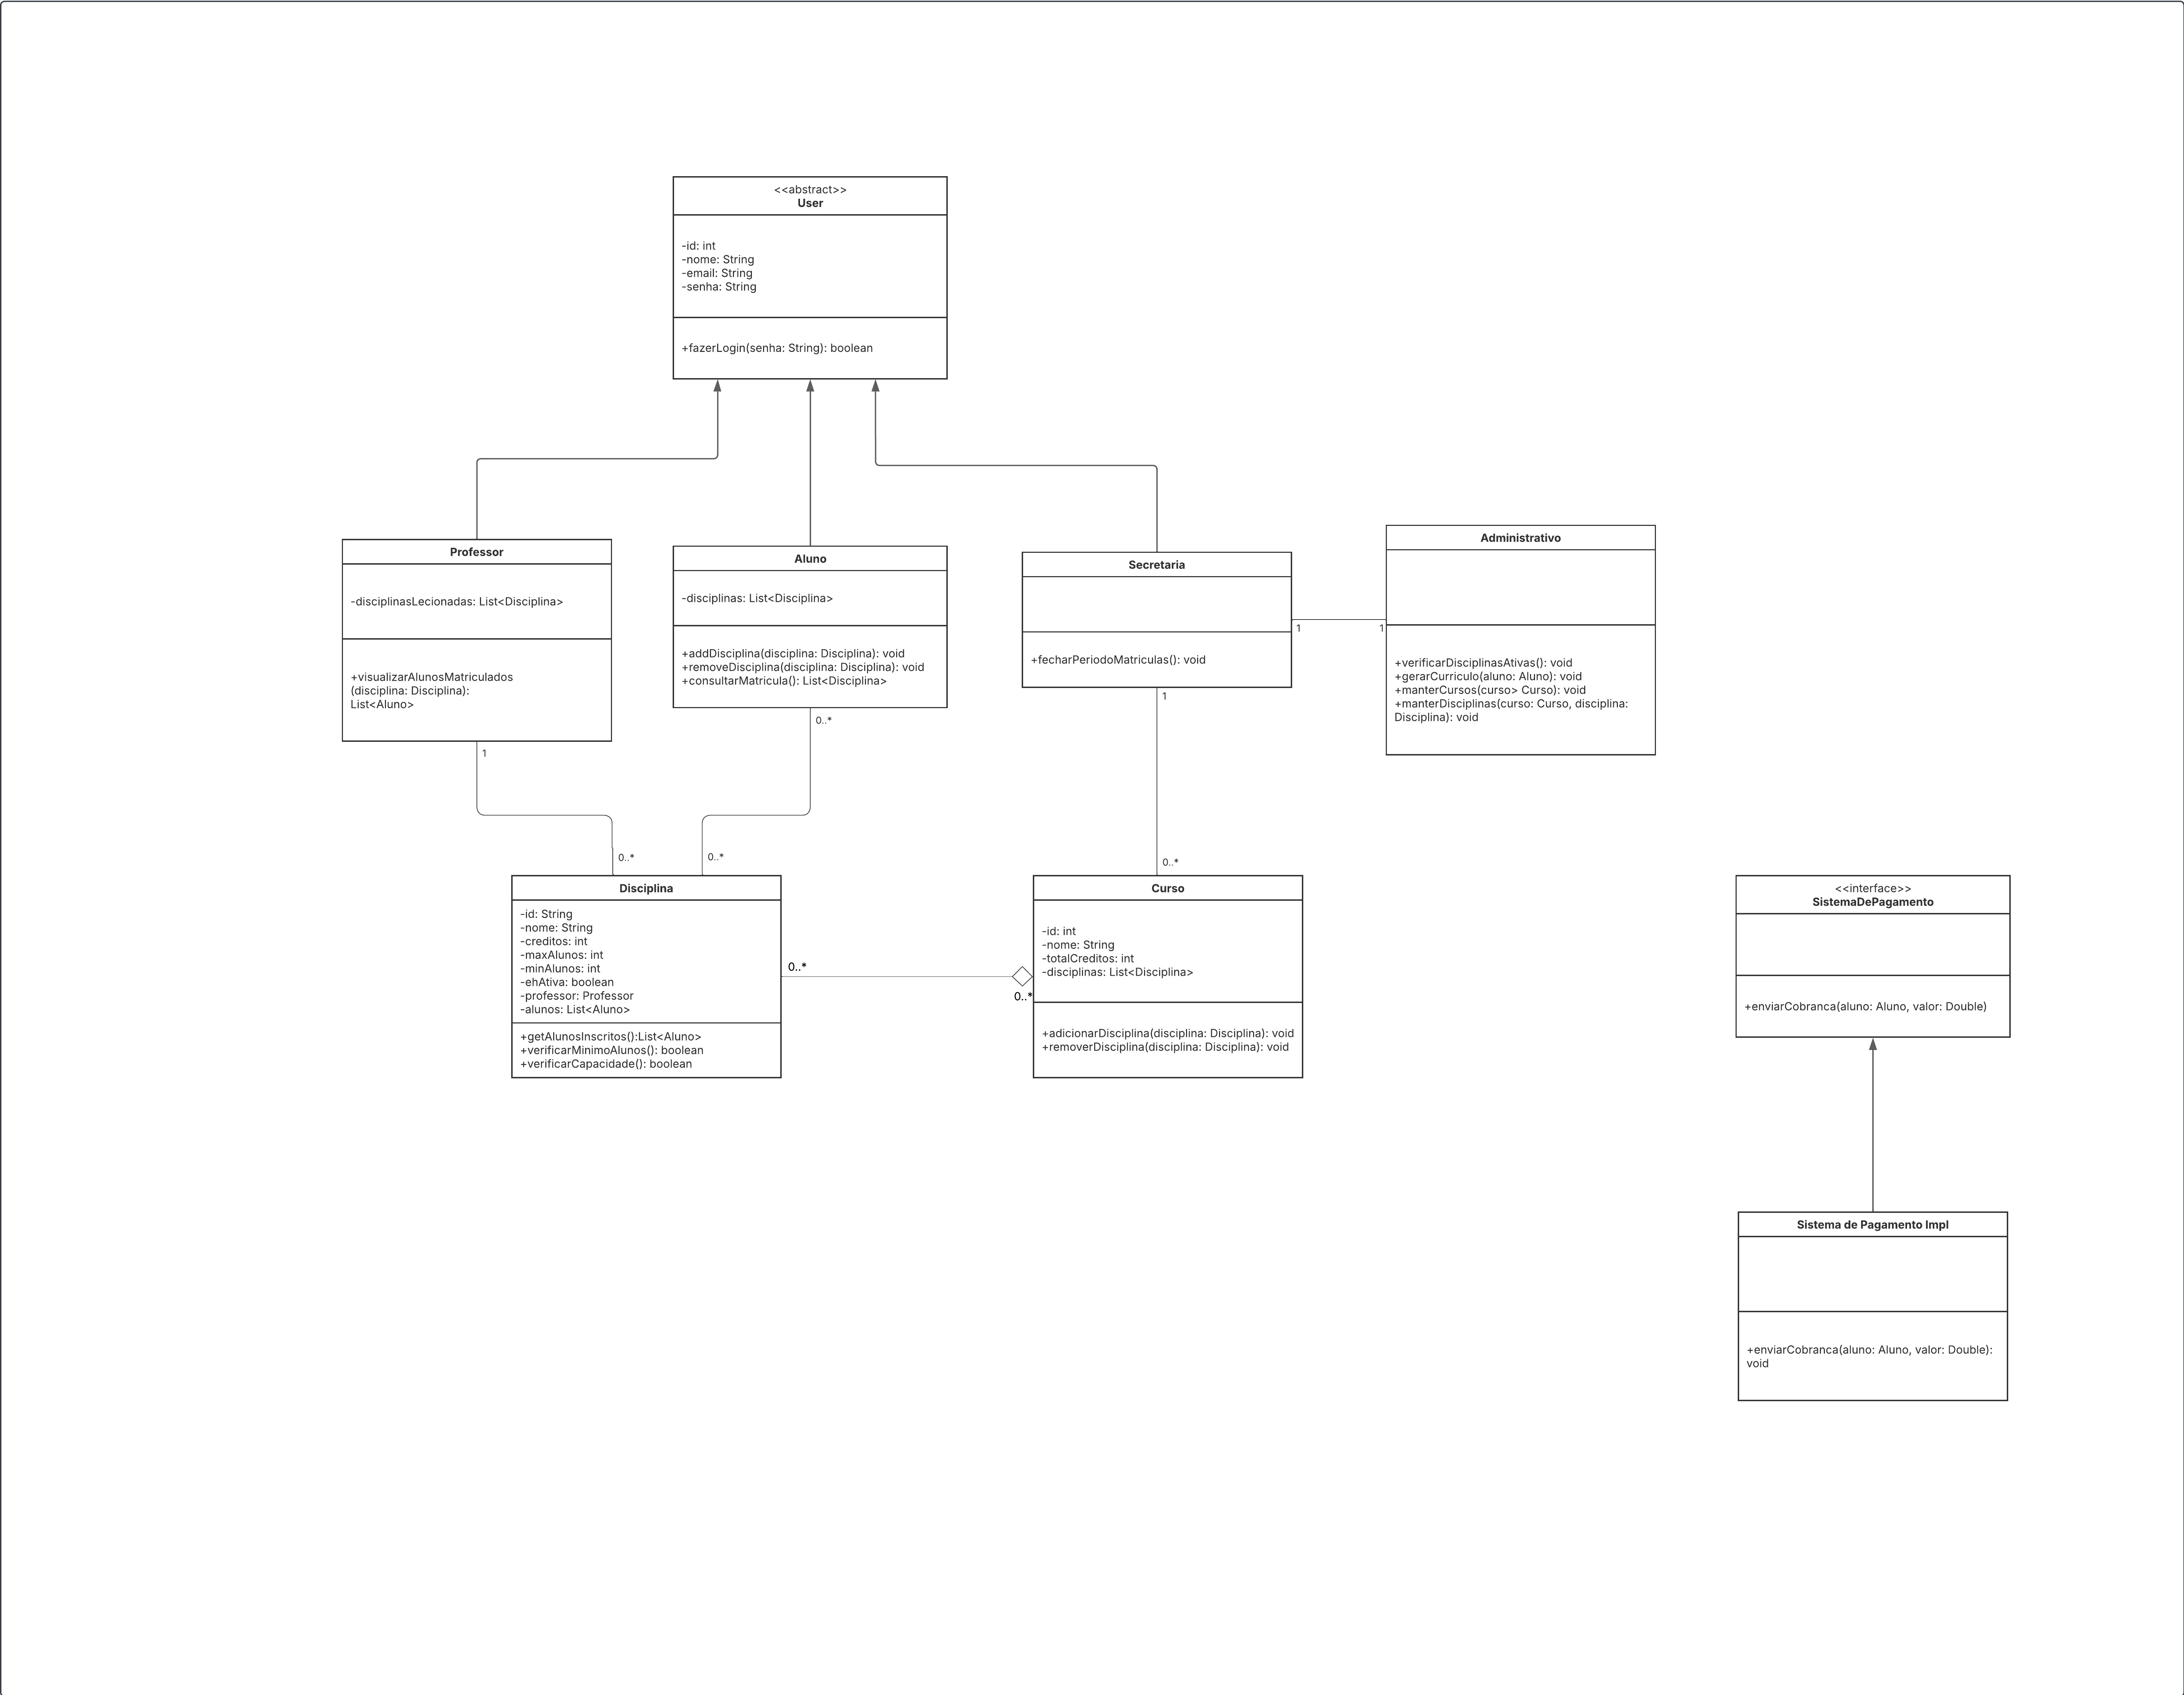 <<abstract>>
User
-id: int
-nome: String
-email: String
-senha: String
+fazerLogin(senha: String): boolean
Professor
-disciplinasLecionadas: List<Disciplina>
+visualizarAlunosMatriculados
(disciplina: Disciplina):
List<Aluno>
1
Aluno
-disciplinas: List<Disciplina>
+addDisciplina(disciplina: Disciplina): void
+removeDisciplina(disciplina: Disciplina): void
+consultarMatricula(): List<Disciplina>
0..*
Secretaria
+fecharPeriodoMatriculas(): void
1
1
1
Administrativo
+verificarDisciplinasAtivas(): void
+gerarCurriculo(aluno: Aluno): void
+manterCursos(curso> Curso): void
+manterDisciplinas(curso: Curso, disciplina:
Disciplina): void
0..*
0..*
0..*
Disciplina
-id: String
-nome: String
-creditos: int
-maxAlunos: int
-minAlunos: int
-ehAtiva: boolean
-professor: Professor
-alunos: List<Aluno>
+getAlunosInscritos():List<Aluno>
+verificarMinimoAlunos(): boolean
+verificarCapacidade(): boolean
0..*
0..*
Curso
-id: int
-nome: String
-totalCreditos: int
-disciplinas: List<Disciplina>
+adicionarDisciplina(disciplina: Disciplina): void
+removerDisciplina(disciplina: Disciplina): void
<<interface>>
SistemaDePagamento
+enviarCobranca(aluno: Aluno, valor: Double)
Sistema de Pagamento Impl
+enviarCobranca(aluno: Aluno, valor: Double):
void